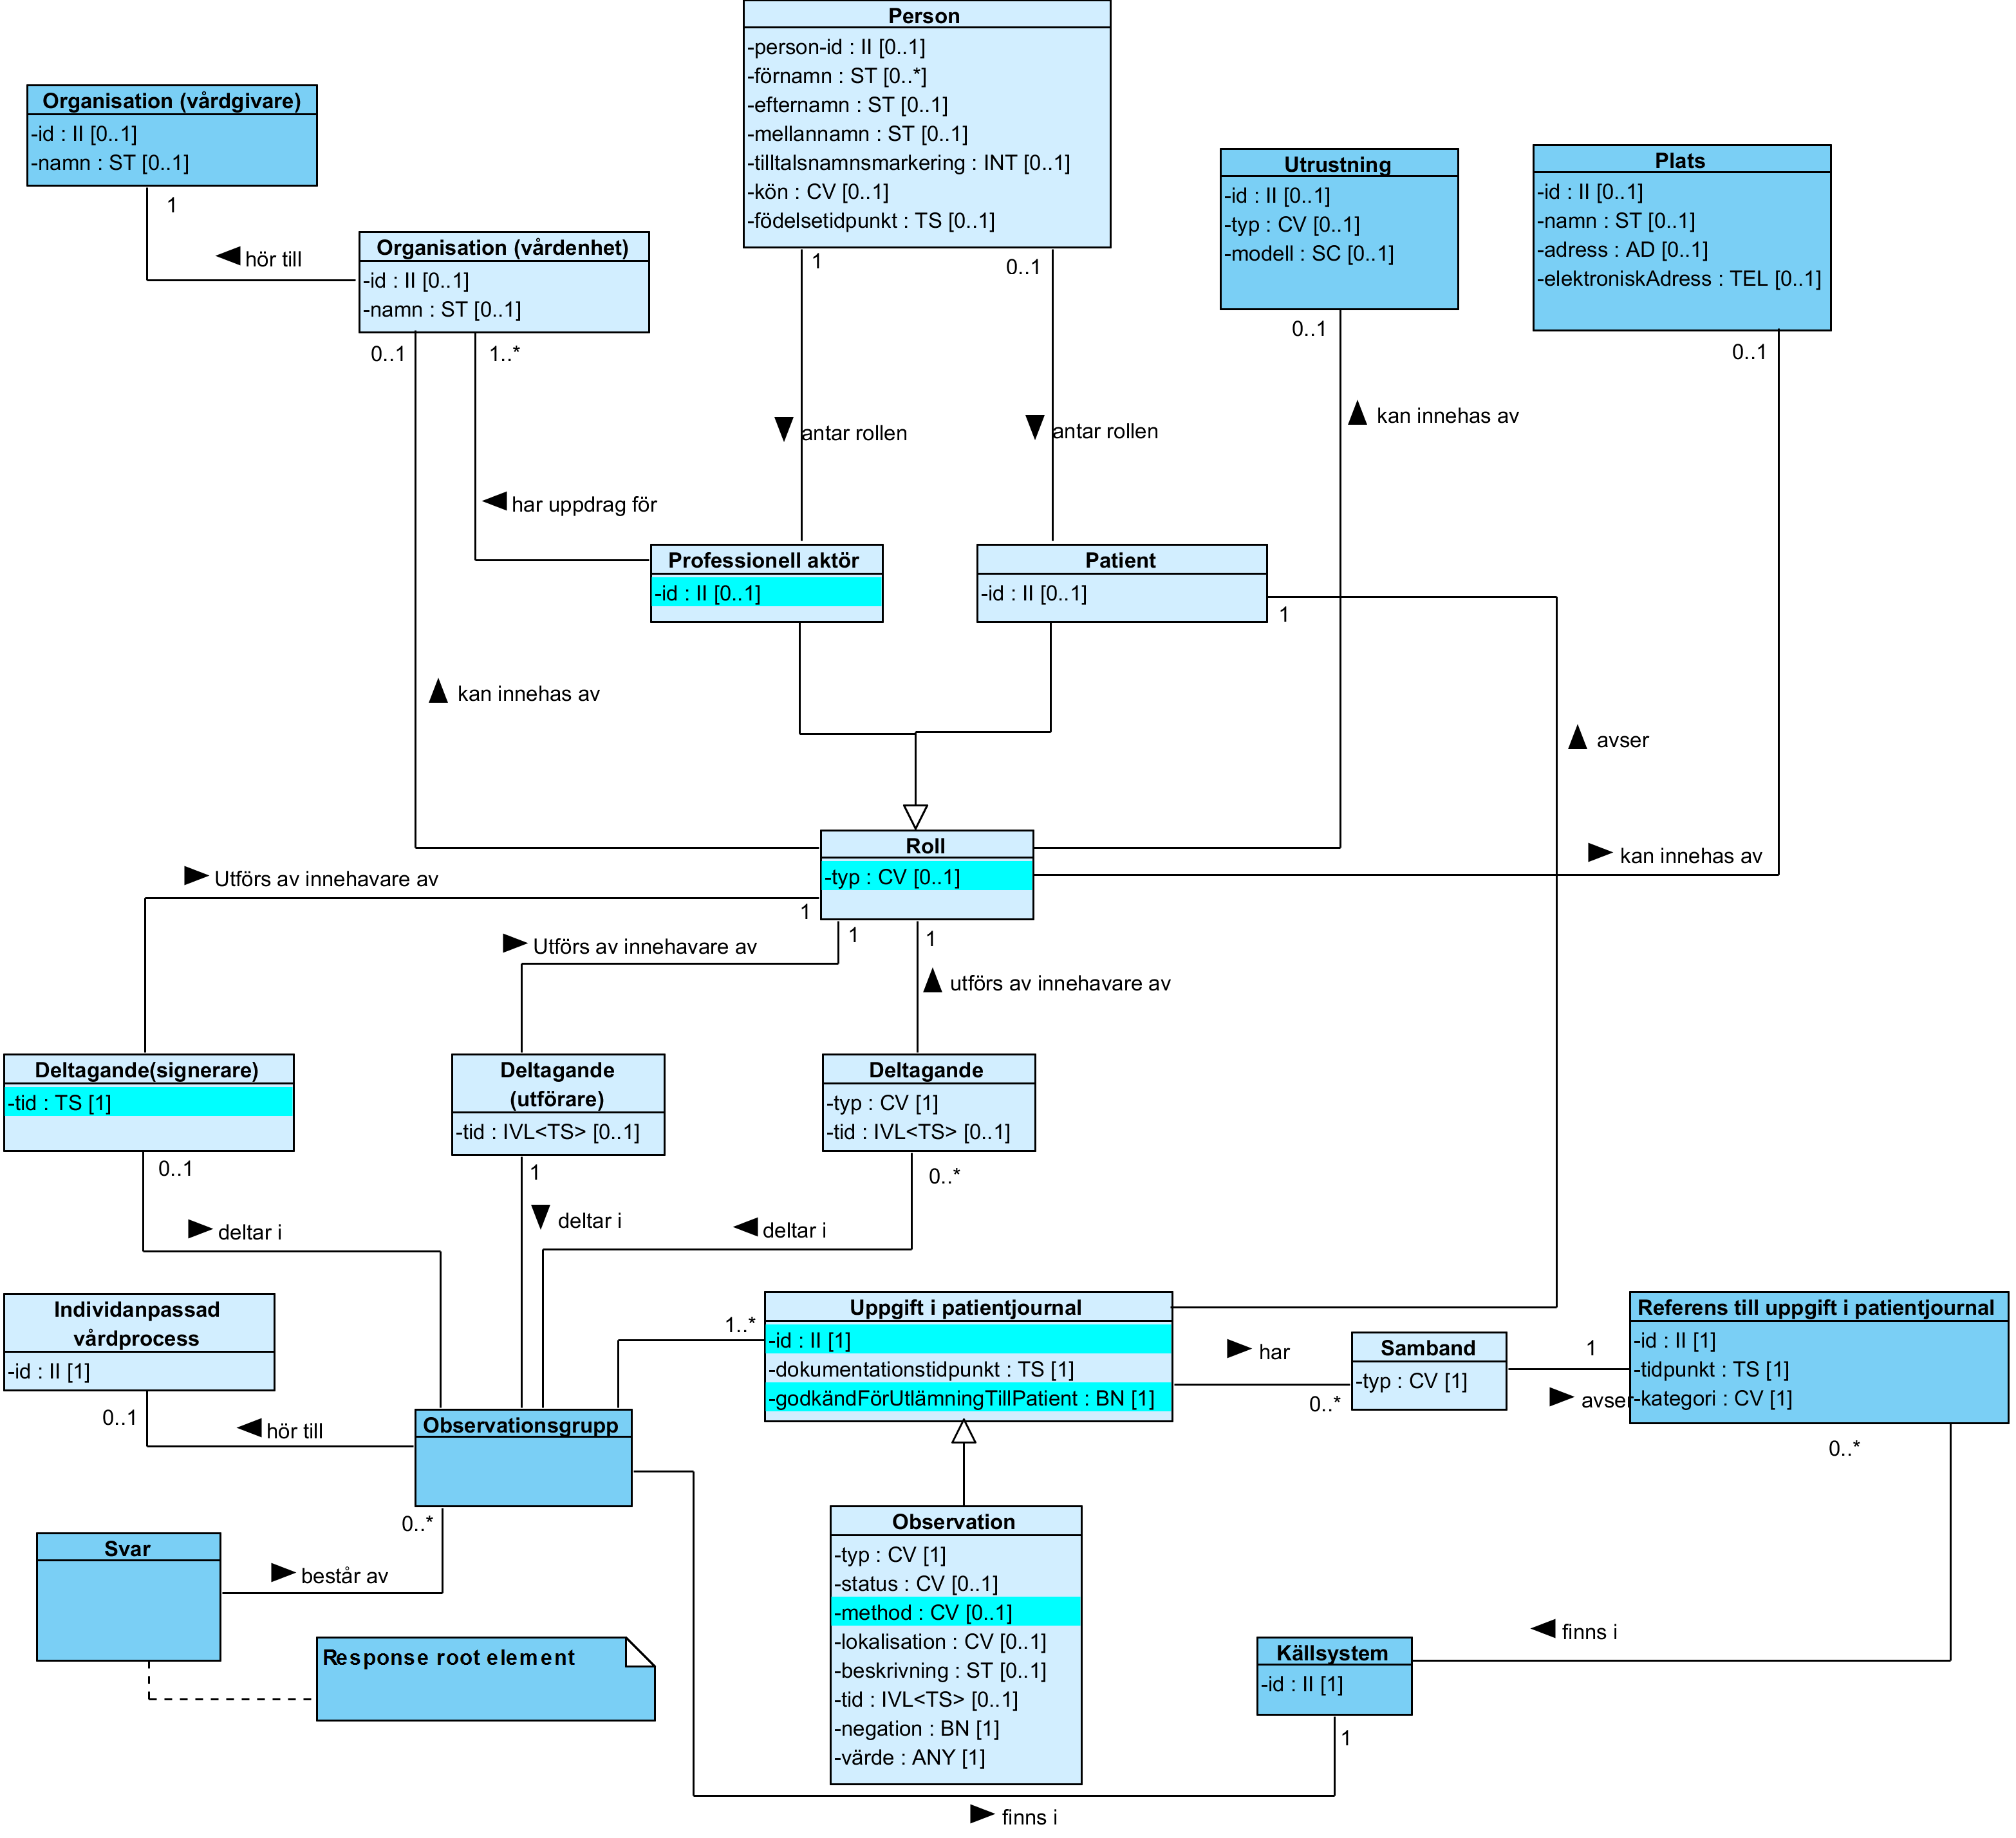 Person
-person-id : II [0..1]
-förnamn : ST [0..*]
-efternamn : ST [0..1]
-mellannamn : ST [0..1]
-tilltalsnamnsmarkering : INT [0..1]
-kön : CV [0..1]
-födelsetidpunkt : TS [0..1]
Organisation (vårdgivare)
-id : II [0..1]
-namn : ST [0..1]
1
hör till
Organisation (vårdenhet)
-id : II [0..1]
-namn : ST [0..1]
0..1
1..*
1
0..1
Utrustning
-id : II [0..1]
-typ : CV [0..1]
-modell : SC [0..1]
0..1
Plats
-id : II [0..1]
-namn : ST [0..1]
-adress : AD [0..1]
-elektroniskAdress : TEL [0..1]
0..1
antar rollen
antar rollen
kan innehas av
har uppdrag för
Professionell aktör
-id : II [0..1]
Patient
-id : II [0..1]
1
kan innehas av
avser
Roll
-typ : CV [0..1]
kan innehas av
Utförs av innehavare av
1
Utförs av innehavare av
1
1
utförs av innehavare av
Deltagande(signerare)
-tid : TS [1]
0..1
Deltagande
(utförare)
-tid : IVL<TS> [0..1]
1
Deltagande
-typ : CV [1]
-tid : IVL<TS> [0..1]
0..*
deltar i
deltar i
deltar i
Individanpassad
vårdprocess
-id : II [1]
0..1
hör till
Observationsgrupp
0..*
1..*
Uppgift i patientjournal
-id : II [1]
-dokumentationstidpunkt : TS [1]
-godkändFörUtlämningTillPatient : BN [1]
har
0..*
Samband
-typ : CV [1]
1
avser
Referens till uppgift i patientjournal
-id : II [1]
-tidpunkt : TS [1]
-kategori : CV [1]
0..*
Svar
består av
Response root element
Observation
-typ : CV [1]
-status : CV [0..1]
-method : CV [0..1]
-lokalisation : CV [0..1]
-beskrivning : ST [0..1]
-tid : IVL<TS> [0..1]
-negation : BN [1]
-värde : ANY [1]
finns i
Källsystem
-id : II [1]
1
finns i